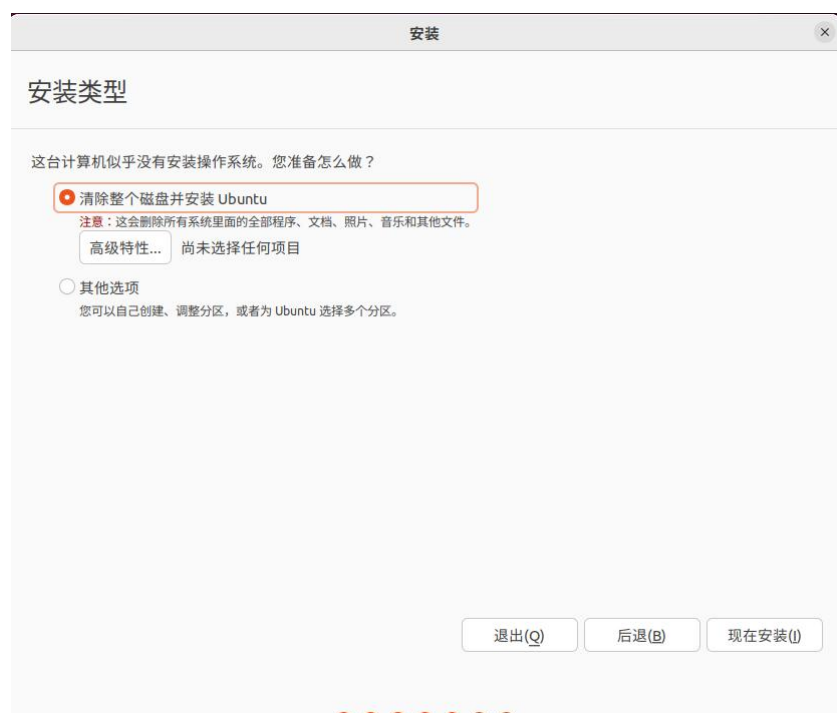 安装
安装类型
这台计算机似乎没有安装操作系统。您准备怎么做？
清除整个磁盘并安装 Ubuntu
注意：这会删除所有系统里面的全部程序、文档、照片、音乐和其他文件。
高级特性... 尚未选择任何项目
其他选项
您可以自己创建、调整分区，或者为 Ubuntu 选择多个分区。
退出(Q) 后退(B) 现在安装(I)